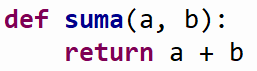 def suma(a, b):
    return a + b